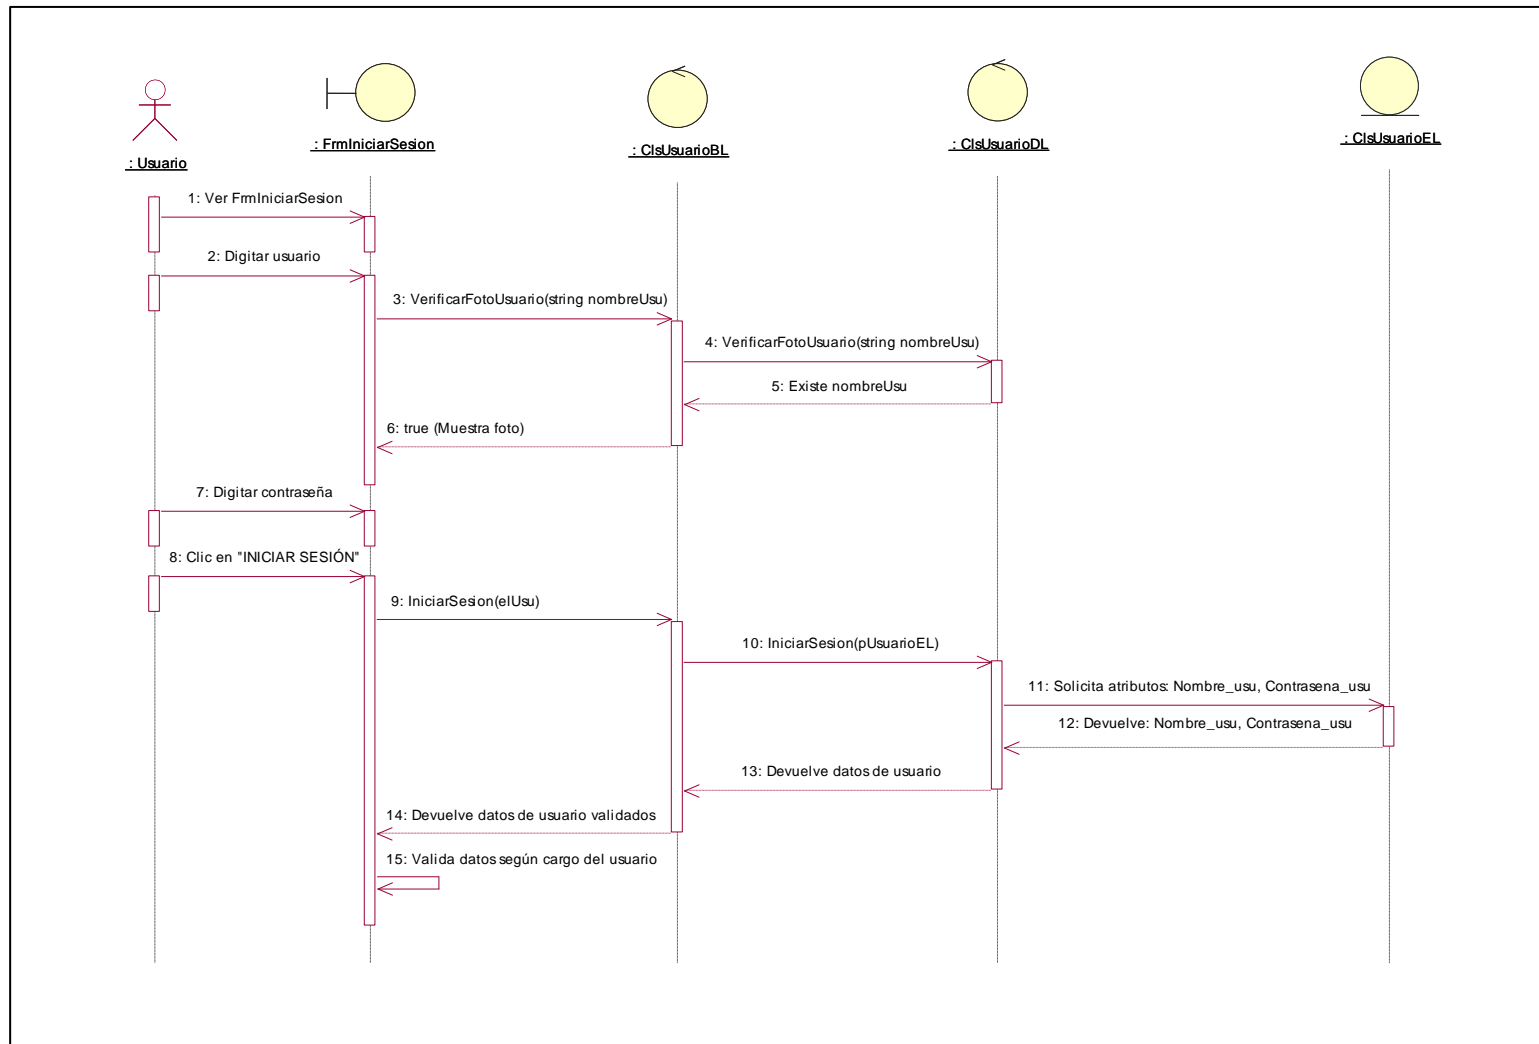 : Usuario
: FrmIniciarSesion
: ClsUsuarioBL
: ClsUsuarioDL
: ClsUsuarioEL
1: Ver FrmIniciarSesion
2: Digitar usuario
3: VerificarFotoUsuario(string nombreUsu)
4: VerificarFotoUsuario(string nombreUsu)
5: Existe nombreUsu
6: true (Muestra foto)
7: Digitar contraseña
8: Clic en "INICIAR SESIÓN"
9: IniciarSesion(elUsu)
10: IniciarSesion(pUsuarioEL)
11: Solicita atributos: Nombre_usu, Contrasena_usu
12: Devuelve: Nombre_usu, Contrasena_usu
13: Devuelve datos de usuario
14: Devuelve datos de usuario validados
15: Valida datos según cargo del usuario